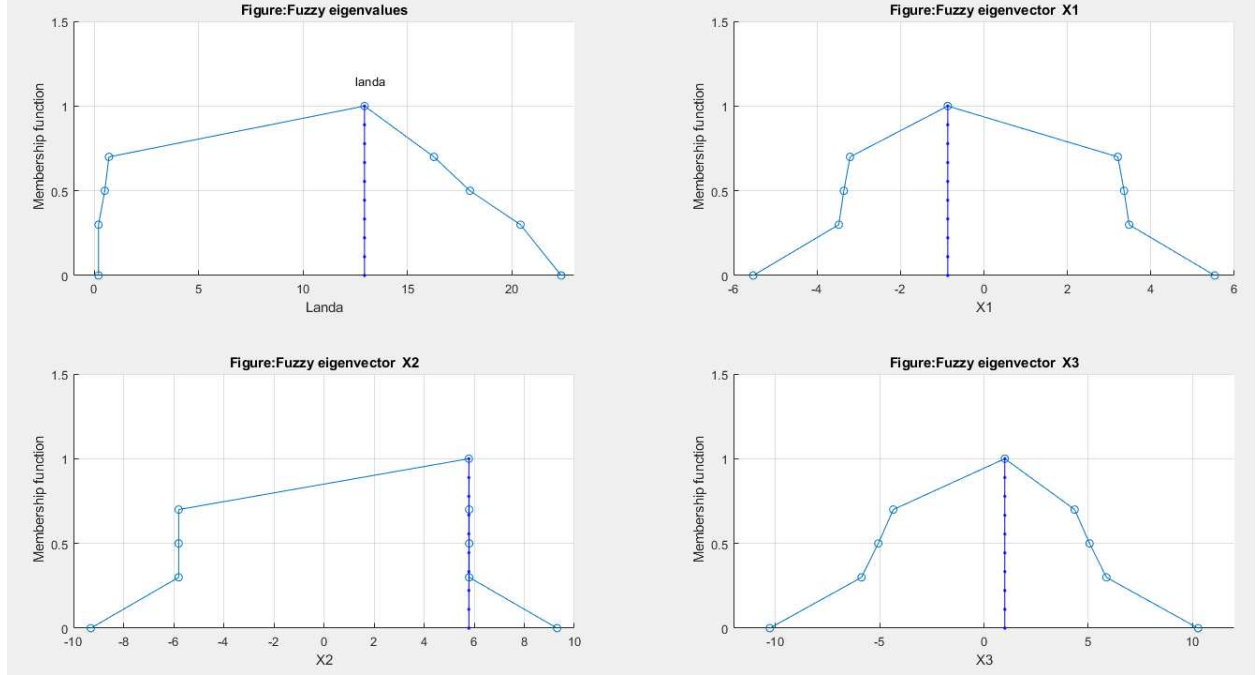 Figure:Fuzzy eigenvalues
1.5
1
0.5
0
Membership function
landa
0 5 10 15 20
Landa
Figure:Fuzzy eigenvector X1
1.5
1
0.5
0
Membership function
-6 -4 -2 0 2 4 6
X1
Figure:Fuzzy eigenvector X2
1.5
1
0.5
0
Membership function
-10 -8 -6 -4 -2 0 2 4 6 8 10
X2
Figure:Fuzzy eigenvector X3
1.5
1
0.5
0
Membership function
-10 -5 0 5 10
X3